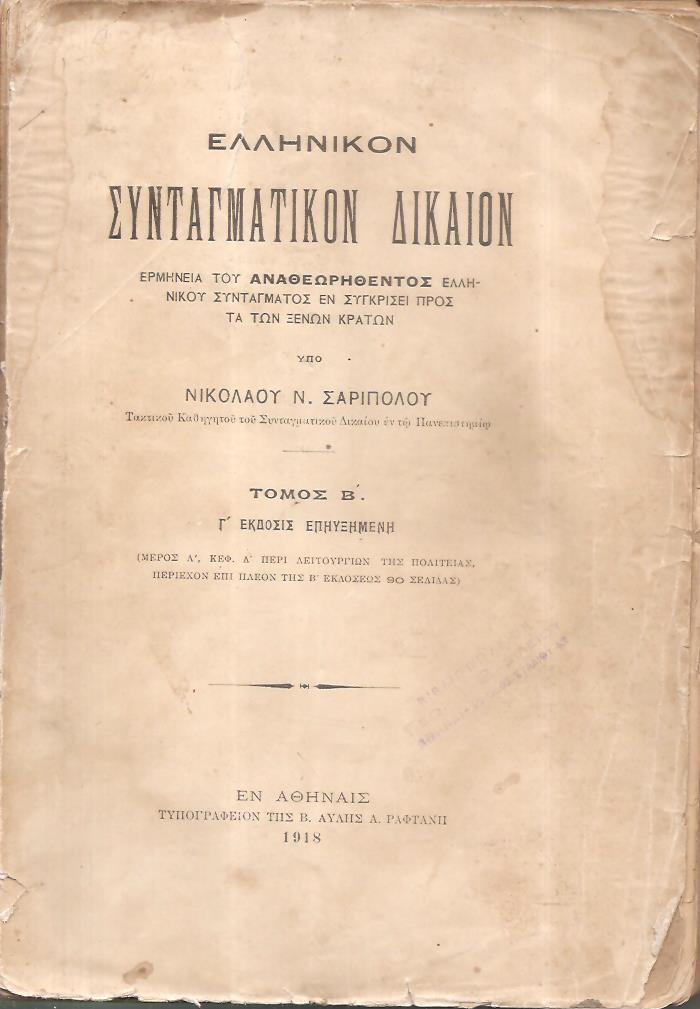 ΕΛΛΗΝΙΚΟΝ
ΣΥΝΤΑΓΜΑΤΙΚΟΝ ΔΙΚΑΙΟΝ
ΕΡΜΗΝΕΙΑ ΤΟΥ ΑΝΑΘΕΩΡΗΘΕΝΤΟΣ ΕΛΛΗ-
ΝΙΚΟΥ ΣΥΝΤΑΓΜΑΤΟΣ ΕΝ ΣΥΓΚΡΙΣΕΙ ΠΡΟΣ
ΤΑ ΤΩΝ ΞΕΝΩΝ ΚΡΑΤΩΝ
ΥΠΟ
ΝΙΚΟΛΑΟΥ Ν. ΣΑΡΙΠΟΛΟΥ
Τακτικοῦ Καθηγητοῦ τοῦ Συνταγματικοῦ Δικαίου ἐν τῷ Πανεπιστημίῳ
ΤΟΜΟΣ Β΄.
Γ΄ ΕΚΔΟΣΙΣ ΕΠΗΥΞΗΜΕΝΗ
(ΜΕΡΟΣ Α΄, ΚΕΦ. Δ΄ ΠΕΡΙ ΛΕΙΤΟΥΡΓΙΩΝ ΤΗΣ ΠΟΛΙΤΕΙΑΣ,
ΠΕΡΙΕΧΟΝ ΕΠΙ ΠΛΕΟΝ ΤΗΣ Β΄ ΕΚΔΟΣΕΩΣ 90 ΣΕΛΙΔΑΣ)
ΕΝ ΑΘΗΝΑΙΣ
ΤΥΠΟΓΡΑΦΕΙΟΝ ΤΗΣ Β. ΑΥΛΗΣ Α. ΡΑΦΤΑΝΗ
1918